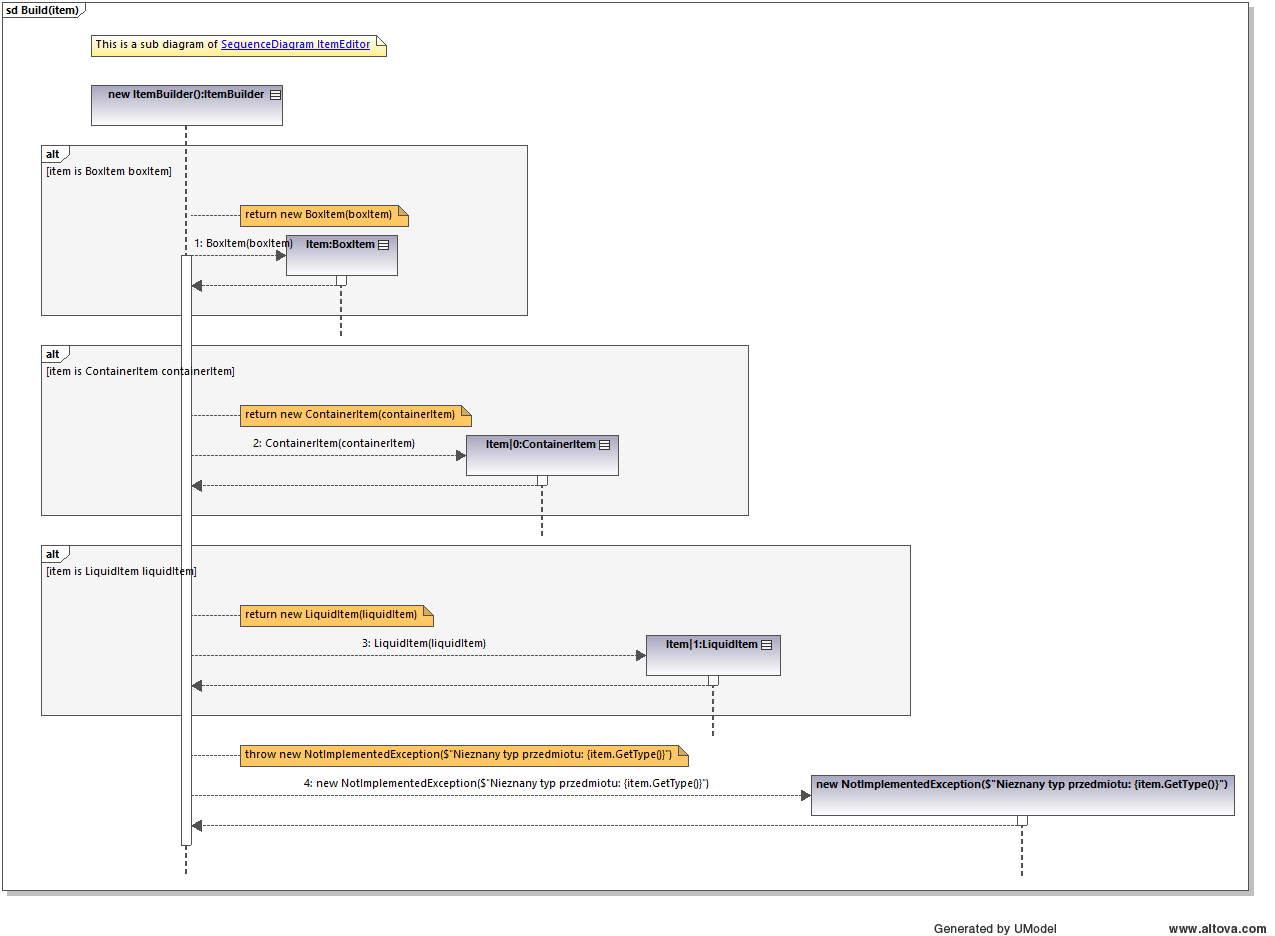 sd Build(item)
This is a sub diagram of SequenceDiagram ItemEditor
new ItemBuilder():ItemBuilder
alt
[item is BoxItem boxItem]
return new BoxItem(boxItem)
1: BoxItem(boxItem)
Item:BoxItem
alt
[item is ContainerItem containerItem]
return new ContainerItem(containerItem)
2: ContainerItem(containerItem)
Item|0:ContainerItem
alt
[item is LiquidItem liquidItem]
return new LiquidItem(liquidItem)
3: LiquidItem(liquidItem)
Item|1:LiquidItem
throw new NotImplementedException($"Nieznany typ przedmiotu: {item.GetType()}")
4: new NotImplementedException($"Nieznany typ przedmiotu: {item.GetType()}")
new NotImplementedException($"Nieznany typ przedmiotu: {item.GetType()}")
Generated by UModel
www.altova.com